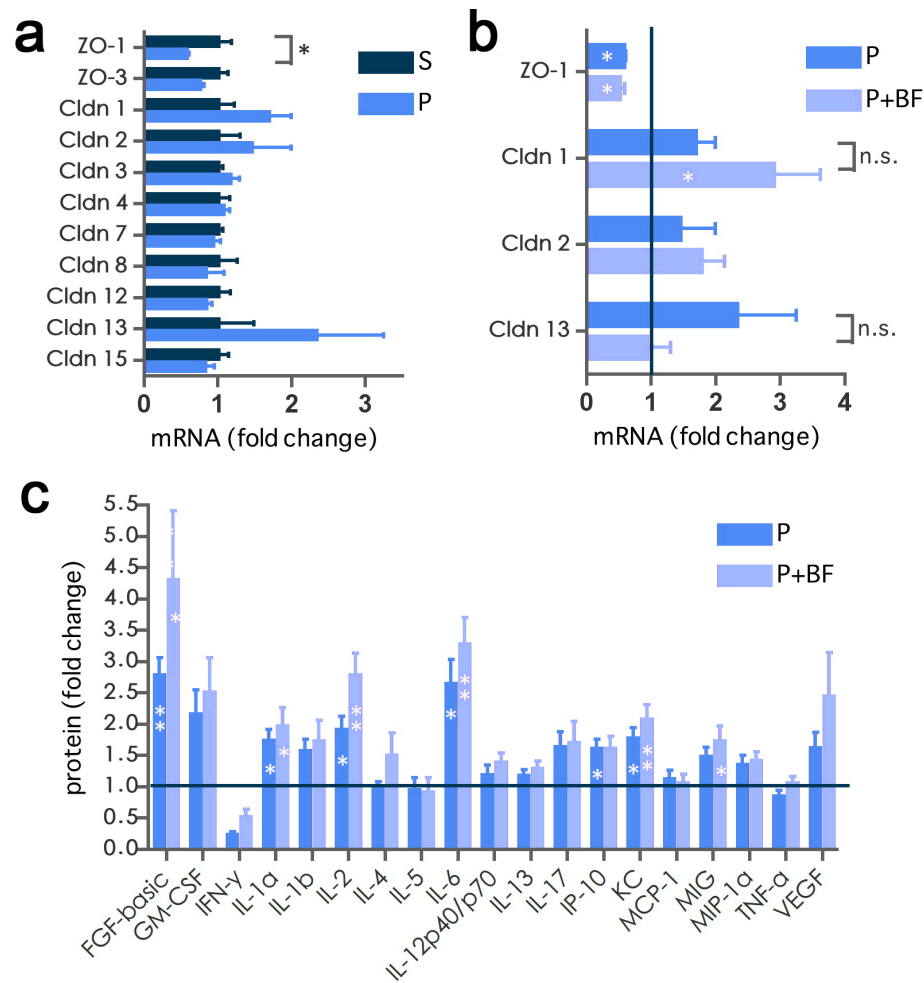 a
ZO-1
ZO-3
Cldn 1
Cldn 2
Cldn 3
Cldn 4
Cldn 7
Cldn 8
Cldn 12
Cldn 13
Cldn 15
*
S
P
0 1 2 3
mRNA (fold change)
b
ZO-1
Cldn 1
Cldn 2
Cldn 13
*
*
*
P
P+BF
n.s.
n.s.
0 1 2 3 4
mRNA (fold change)
c
protein (fold change)
5.5
5.0
4.5
4.0
3.5
3.0
2.5
2.0
1.5
1.0
0.5
0.0
P
P+BF
* * * * * * * * * * * * * * * * *
FGF-basic
GM-CSF
IFN-γ
IL-1a
IL-1b
IL-2
IL-4
IL-5
IL-6
IL-12p40/p70
IL-13
IL-17
IP-10
KC
MCP-1
MIG
MIP-1a
TNF-a
VEGF